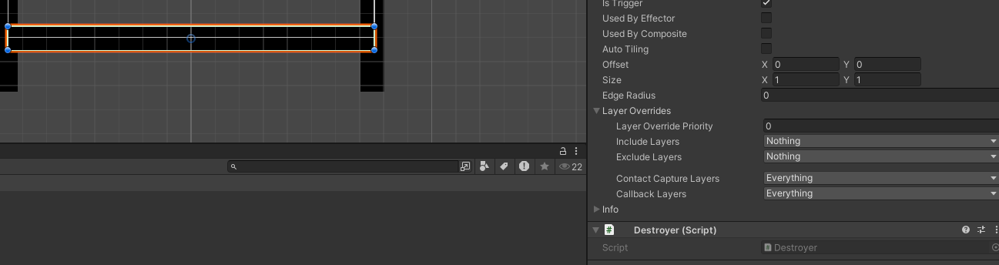 Is Trigger
Used By Effector
Used By Composite
Auto Tiling
Offset X 0 Y 0
Size X 1 Y 1
Edge Radius 0
Layer Overrides
Layer Override Priority 0
Include Layers Nothing
Exclude Layers Nothing
22
Contact Capture Layers Everything
Callback Layers Everything
Info
# Destroyer (Script)
Script # Destroyer